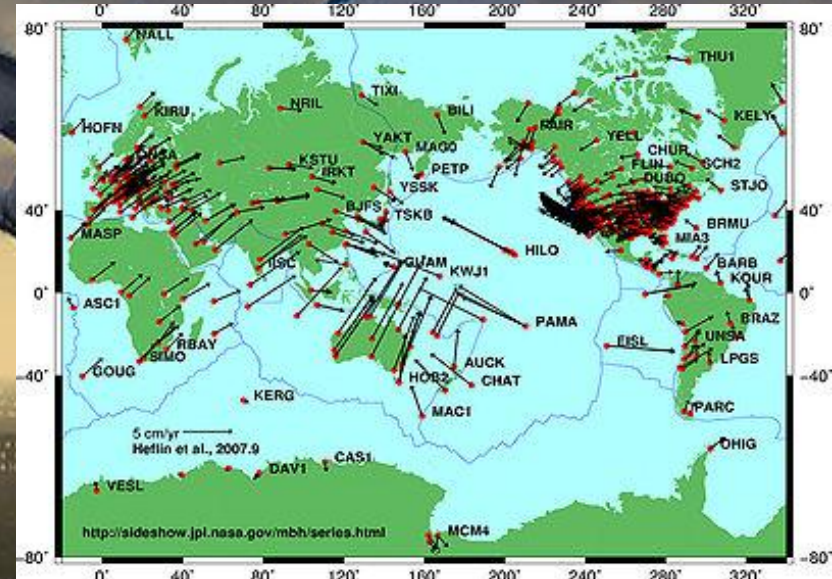 0° 40° 80° 120° 160° 200° 240° 280° 320°
80° 80°
NALL THU1
TIXI
NRIL BILI
KIRU KELY
HOFN FAIR
YAKT YELL
MAG0 CHUR
KSTU PETP FLIN SCH2
IRKT YSSK DUBO STJO
40° BJFS TSKB 40°
MASP BRMU
HILO MIA3
IISC GUAM BARB
KWJ1 KOUR
0° 0°
ASC1 PAMA BRAZ
RBAY EISL UNSA
SIMO AUCK LPGS
−40° GOUG HOB2 CHAT −40°
KERG MAC1 PARC
5 cm/yr
Heflin et al., 2007.9
OHIG
CAS1
DAV1
VESL
http://sideshow.jpl.nasa.gov/mbh/series.html MCM4
−80° −80°
0° 40° 80° 120° 160° 200° 240° 280° 320°